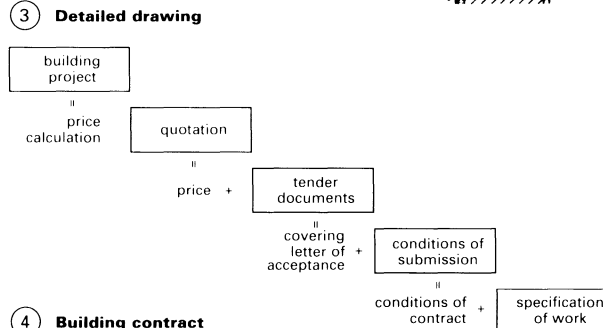 3 Detailed drawing
building
project
=
price
calculation
quotation
=
price +
tender
documents
=
covering
letter of
acceptance +
conditions of
submission
=
conditions of
contract +
specification
of work
4 Building contract